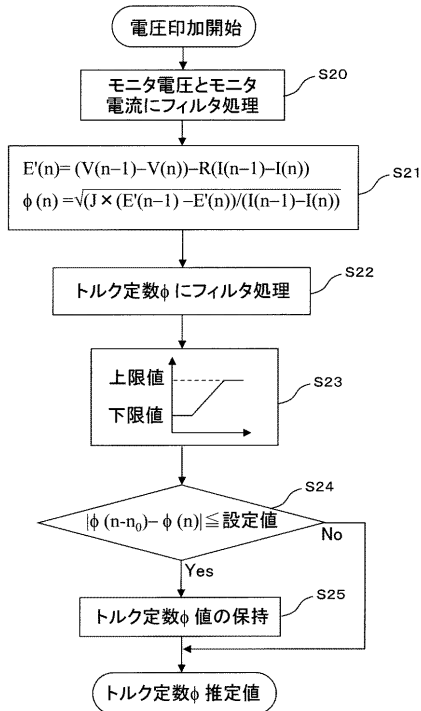 電圧印加開始
S20
モニタ電圧とモニタ
電流にフィルタ処理
E'(n)= (V(n−1)−V(n))−R(I(n−1)−I(n))
S21
ϕ (n) =√(J×(E'(n−1) −E'(n))/(I(n−1)−I(n))
S22
トルク定数ϕ にフィルタ処理
上限値
S23
下限値
S24
|ϕ (n-n₀)−ϕ (n)|≦設定値
No
Yes
S25
トルク定数ϕ 値の保持
トルク定数ϕ 推定値